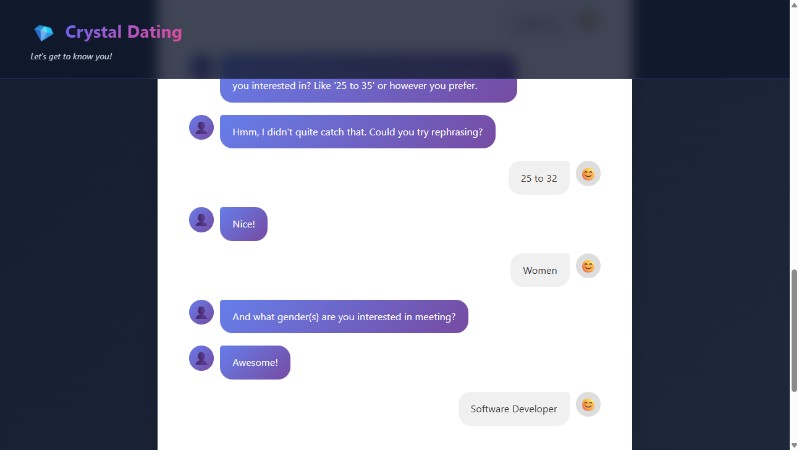 Crystal Dating
Let's get to know you!
you interested in? Like '25 to 35' or however you prefer.
Hmm, I didn't quite catch that. Could you try rephrasing?
25 to 32
Nice!
Women
And what gender(s) are you interested in meeting?
Awesome!
Software Developer